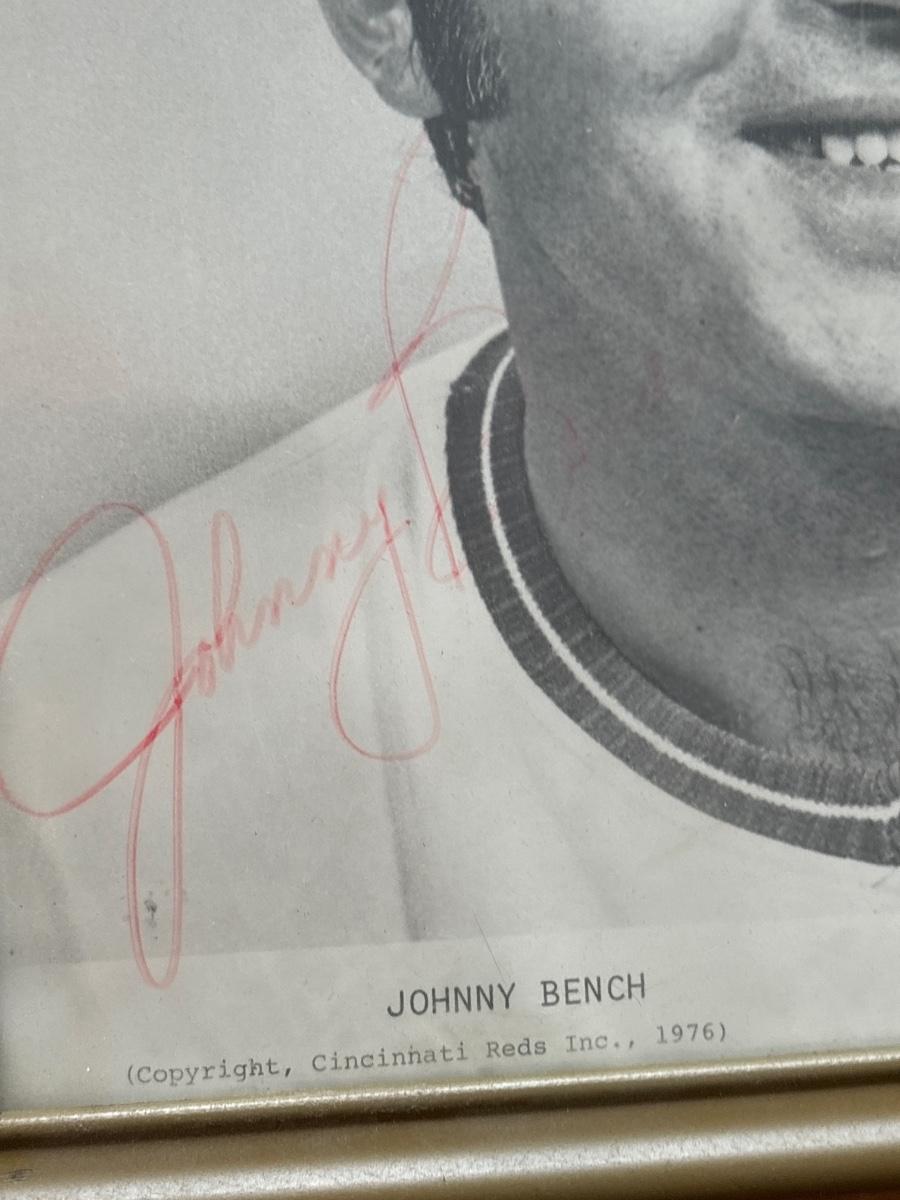 Johnny
JOHNNY BENCH
(Copyright, Cincinnati Reds Inc., 1976)